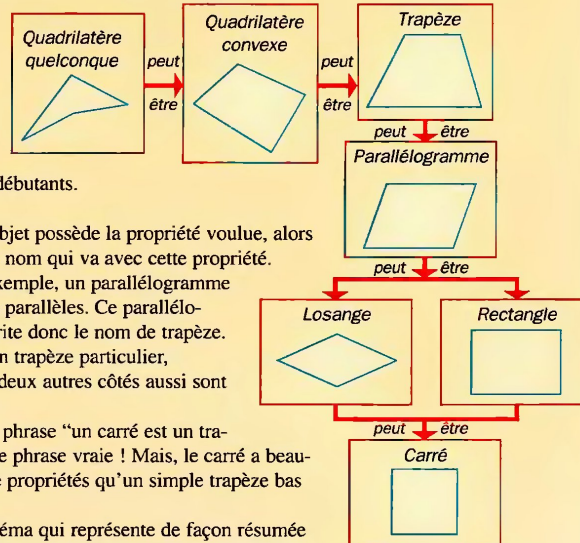 Quadrilatère
quelconque
peut
être
Quadrilatère
convexe
peut
être
Trapèze
peut être
Parallélogramme
peut être
Losange
Rectangle
peut être
Carré
débutants.
bjet possède la propriété voulue, alors
nom qui va avec cette propriété.
xemple, un parallélogramme
parallèles. Ce parallélo-
rite donc le nom de trapèze.
n trapèze particulier,
deux autres côtés aussi sont
phrase “un carré est un tra-
e phrase vraie ! Mais, le carré a beau-
e propriétés qu’un simple trapèze bas
éma qui représente de façon résumée